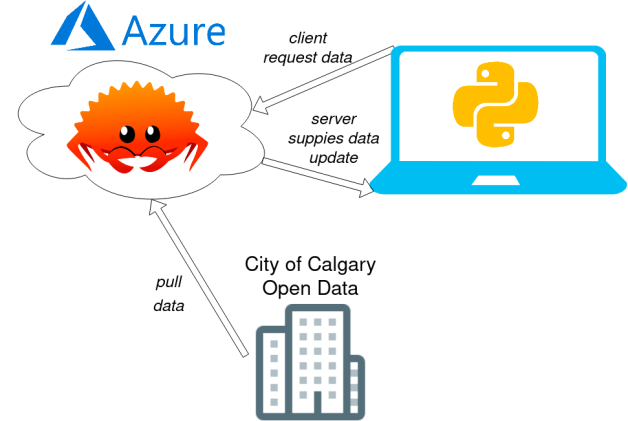 Azure
client
request data
server
suppies data
update
City of Calgary
Open Data
pull
data